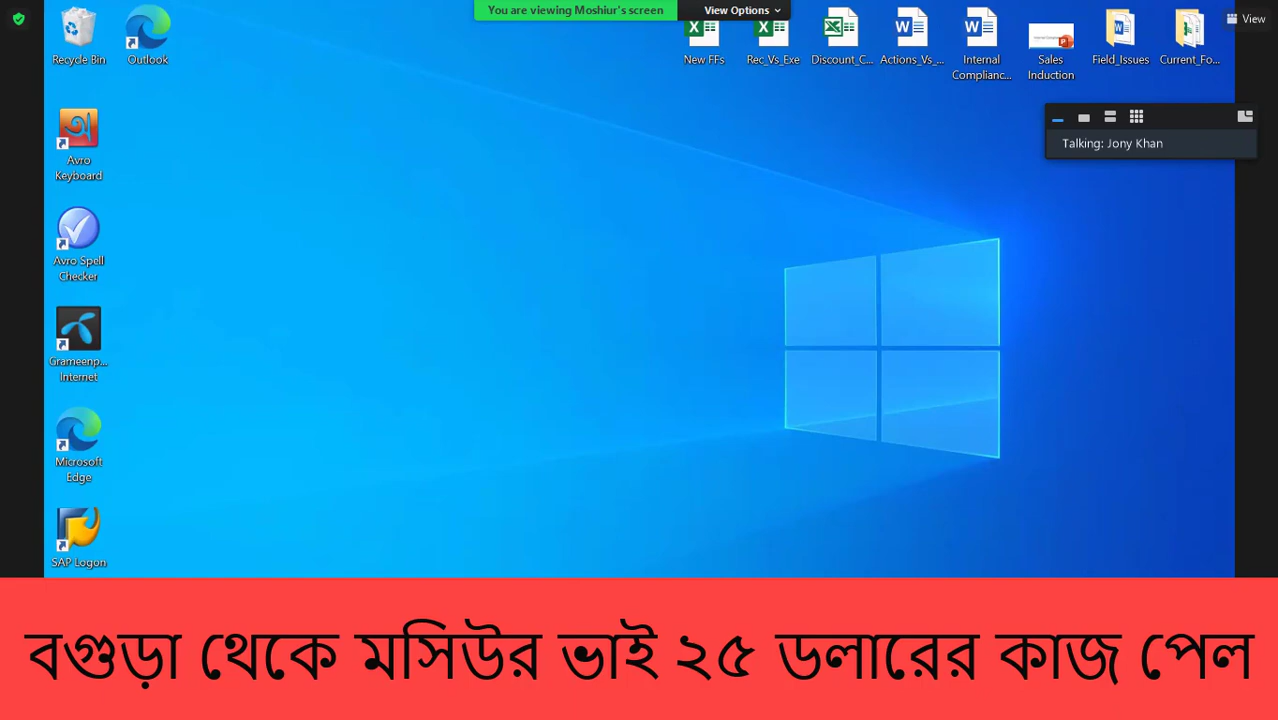 You are viewing Moshiur's screen
View Options
View
Recycle Bin
Outlook
New FFs
Rec_Vs_Exe
Discount_C...
Actions_Vs_...
Internal
Complianc...
Sales
Induction
Field_Issues
Current_Fo...
Talking: Jony Khan
Avro
Keyboard
Avro Spell
Checker
Grameenp...
Internet
Microsoft
Edge
SAP Logon
বগুড়া থেকে মসিউর ভাই ২৫ ডলারের কাজ পেল